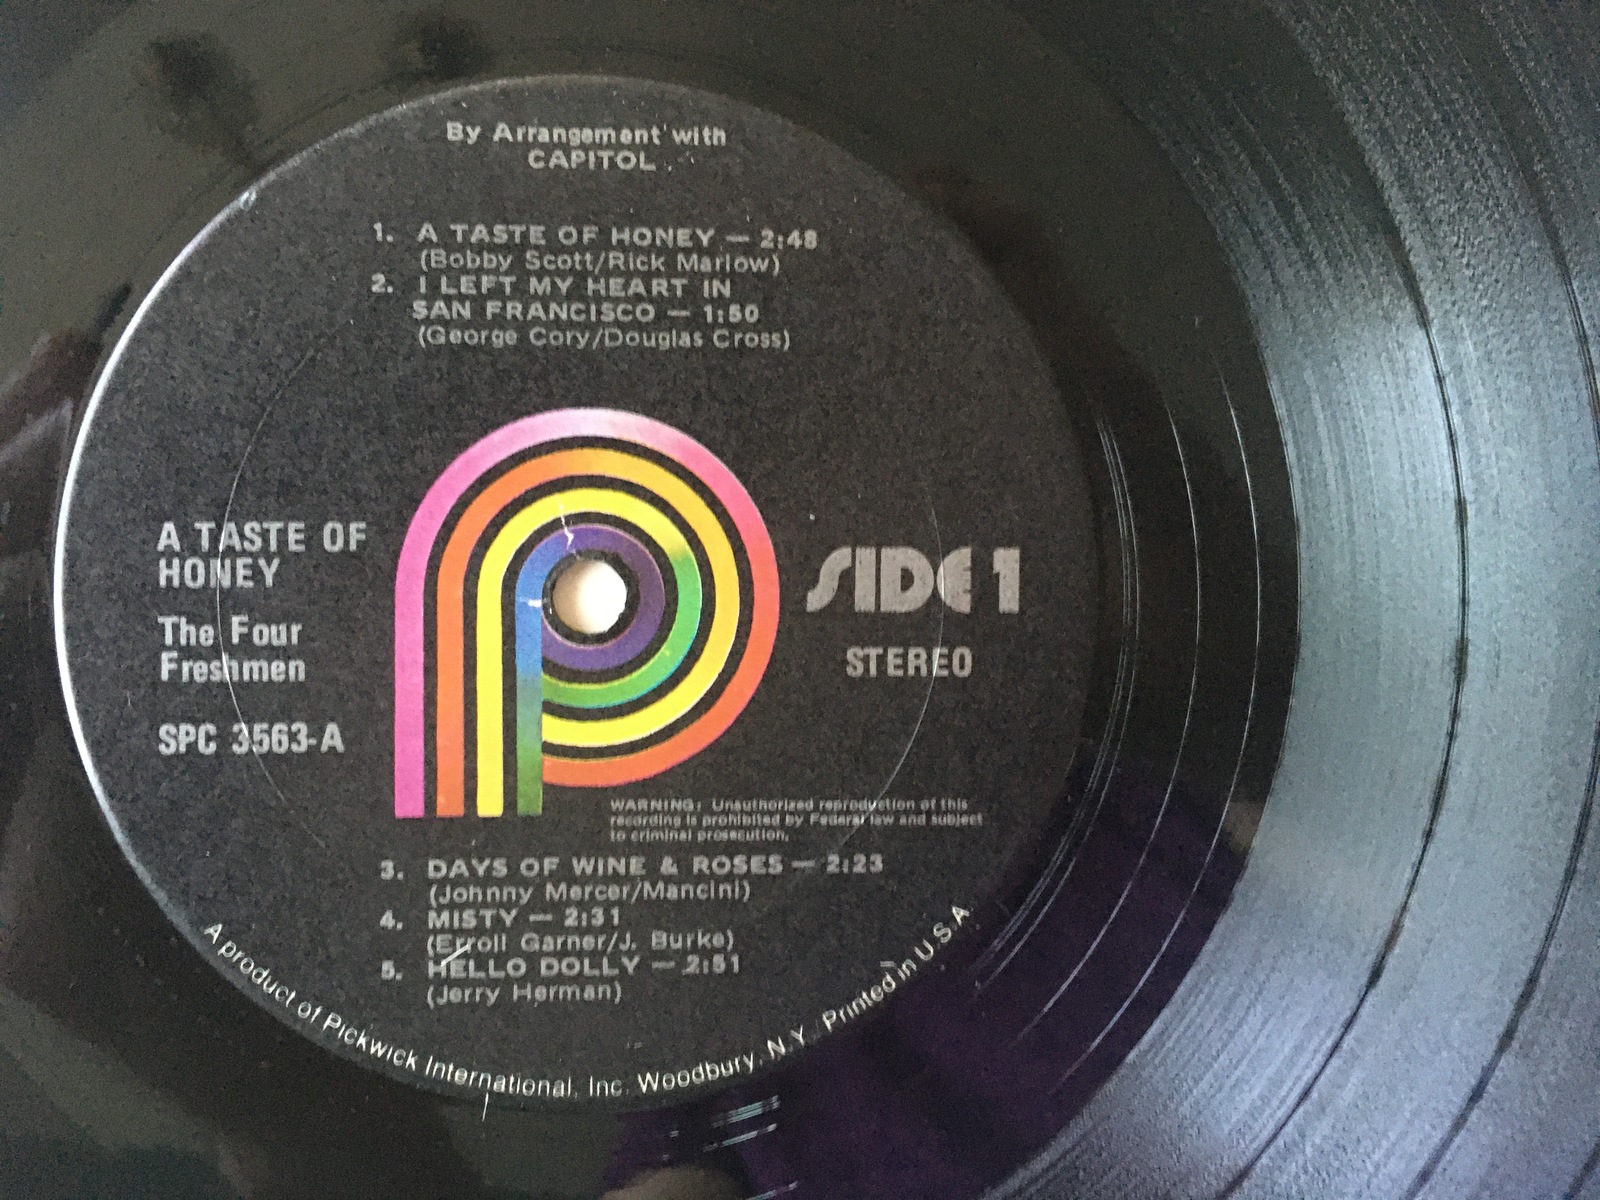 By Arrangement with
CAPITOL
1. A TASTE OF HONEY — 2:48
(Bobby Scott/Rick Marlow)
2. I LEFT MY HEART IN
SAN FRANCISCO — 1:50
(George Cory/Douglas Cross)
A TASTE OF
HONEY
The Four
Freshmen
SPC 3563-A
SIDE 1
STEREO
WARNING: Unauthorized reproduction of this
recording is prohibited by Federal law and subject
to criminal prosecution.
3. DAYS OF WINE & ROSES — 2:23
(Johnny Mercer/Mancini)
4. MISTY — 2:31
(Erroll Garner/J. Burke)
5. HELLO DOLLY — 2:51
(Jerry Herman)
A product of Pickwick International, Inc. Woodbury, N.Y. Printed in U.S.A